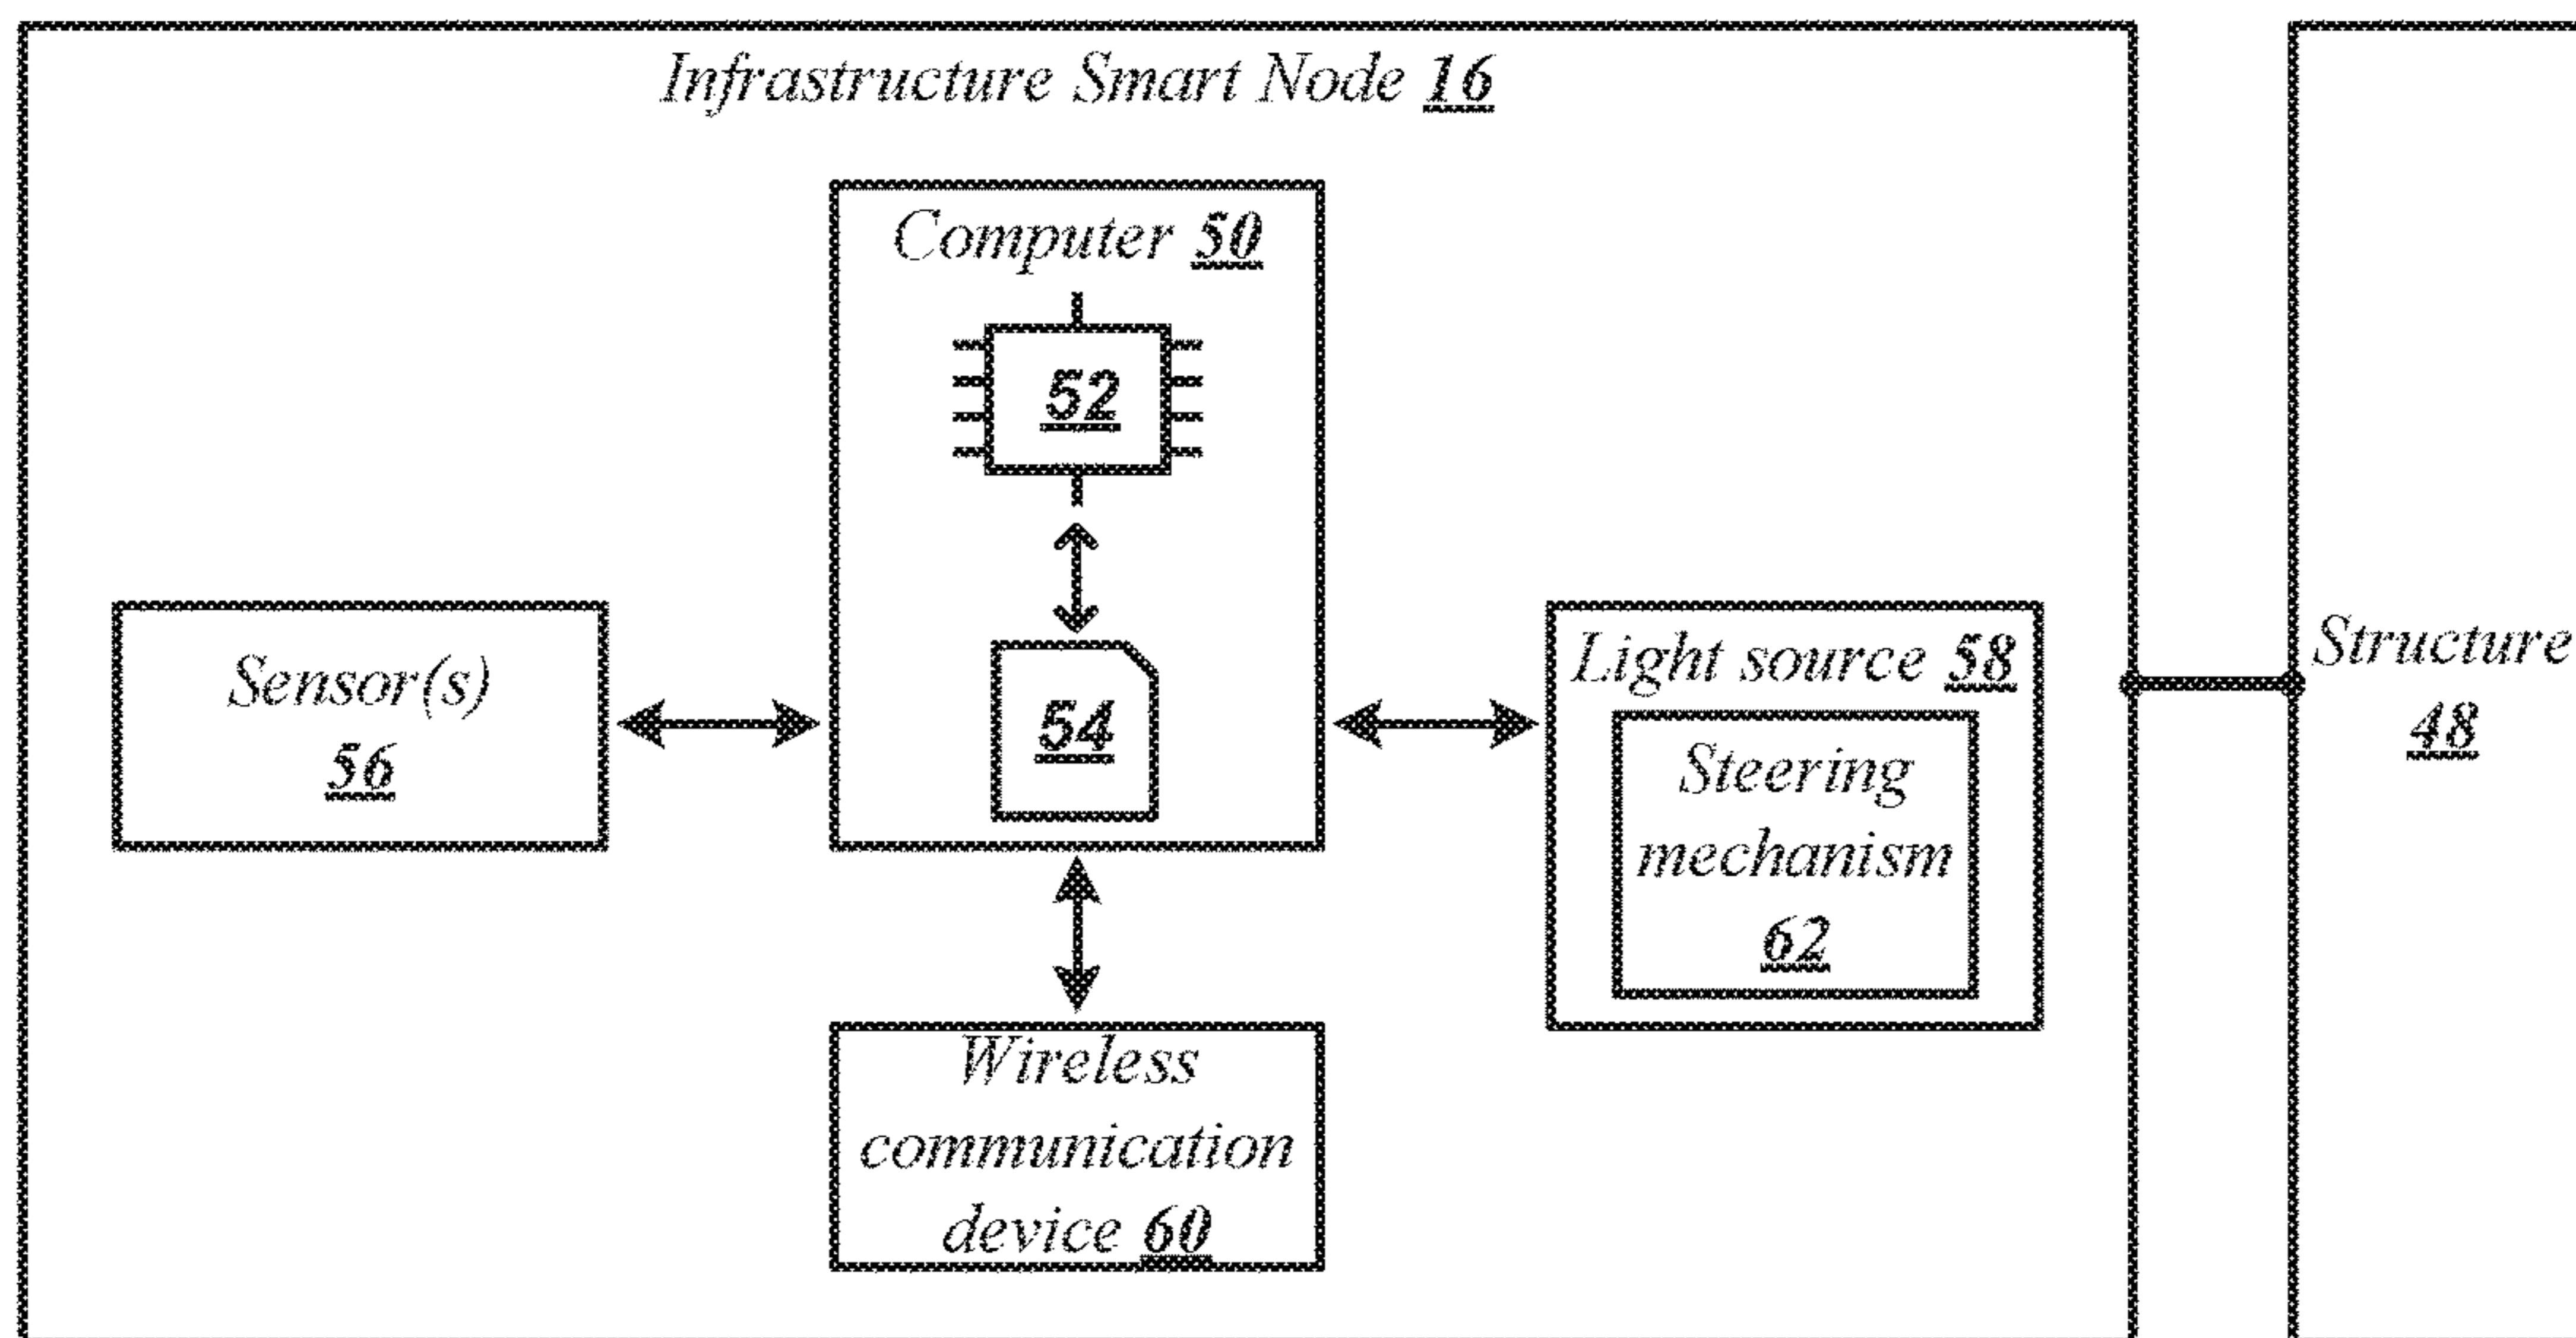 Infrastructure Smart Node 16
Computer 50
52
54
Sensor(s)
56
Light source 58
Steering
mechanism
62
Wireless
communication
device 60
Structure
48